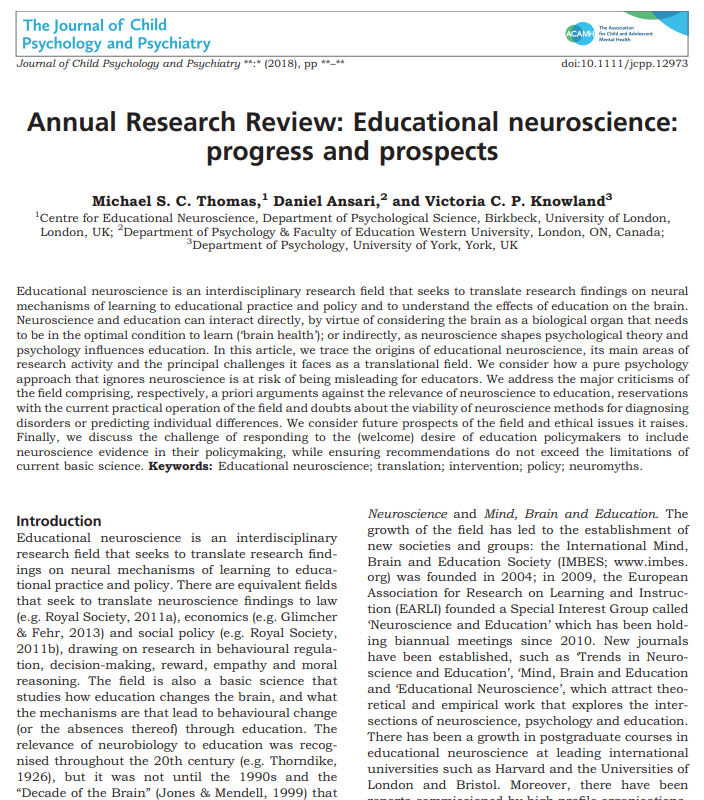 The Journal of Child
Psychology and Psychiatry
ACAMH
The Association
for Child and Adolescent
Mental Health
Journal of Child Psychology and Psychiatry **:* (2018), pp **–**
doi:10.1111/jcpp.12973
Annual Research Review: Educational neuroscience:
progress and prospects
Michael S. C. Thomas,¹ Daniel Ansari,² and Victoria C. P. Knowland³
¹Centre for Educational Neuroscience, Department of Psychological Science, Birkbeck, University of London,
London, UK; ²Department of Psychology & Faculty of Education Western University, London, ON, Canada;
³Department of Psychology, University of York, York, UK
Educational neuroscience is an interdisciplinary research field that seeks to translate research findings on neural
mechanisms of learning to educational practice and policy and to understand the effects of education on the brain.
Neuroscience and education can interact directly, by virtue of considering the brain as a biological organ that needs
to be in the optimal condition to learn (‘brain health’); or indirectly, as neuroscience shapes psychological theory and
psychology influences education. In this article, we trace the origins of educational neuroscience, its main areas of
research activity and the principal challenges it faces as a translational field. We consider how a pure psychology
approach that ignores neuroscience is at risk of being misleading for educators. We address the major criticisms of
the field comprising, respectively, a priori arguments against the relevance of neuroscience to education, reservations
with the current practical operation of the field and doubts about the viability of neuroscience methods for diagnosing
disorders or predicting individual differences. We consider future prospects of the field and ethical issues it raises.
Finally, we discuss the challenge of responding to the (welcome) desire of education policymakers to include
neuroscience evidence in their policymaking, while ensuring recommendations do not exceed the limitations of
current basic science. Keywords: Educational neuroscience; translation; intervention; policy; neuromyths.
Introduction
Educational neuroscience is an interdisciplinary
research field that seeks to translate research find-
ings on neural mechanisms of learning to educa-
tional practice and policy. There are equivalent fields
that seek to translate neuroscience findings to law
(e.g. Royal Society, 2011a), economics (e.g. Glimcher
& Fehr, 2013) and social policy (e.g. Royal Society,
2011b), drawing on research in behavioural regula-
tion, decision-making, reward, empathy and moral
reasoning. The field is also a basic science that
studies how education changes the brain, and what
the mechanisms are that lead to behavioural change
(or the absences thereof) through education. The
relevance of neurobiology to education was recog-
nised throughout the 20th century (e.g. Thorndike,
1926), but it was not until the 1990s and the
“Decade of the Brain” (Jones & Mendell, 1999) that
Neuroscience and Mind, Brain and Education. The
growth of the field has led to the establishment of
new societies and groups: the International Mind,
Brain and Education Society (IMBES; www.imbes.
org) was founded in 2004; in 2009, the European
Association for Research on Learning and Instruc-
tion (EARLI) founded a Special Interest Group called
‘Neuroscience and Education’ which has been hold-
ing biannual meetings since 2010. New journals
have been established, such as ‘Trends in Neuro-
science and Education’, ‘Mind, Brain and Education
and ‘Educational Neuroscience’, which attract theo-
retical and empirical work that explores the inter-
sections of neuroscience, psychology and education.
There has been a growth in postgraduate courses in
educational neuroscience at leading international
universities such as Harvard and the Universities of
London and Bristol. Moreover, there have been
reports commissioned by high profile organisations,